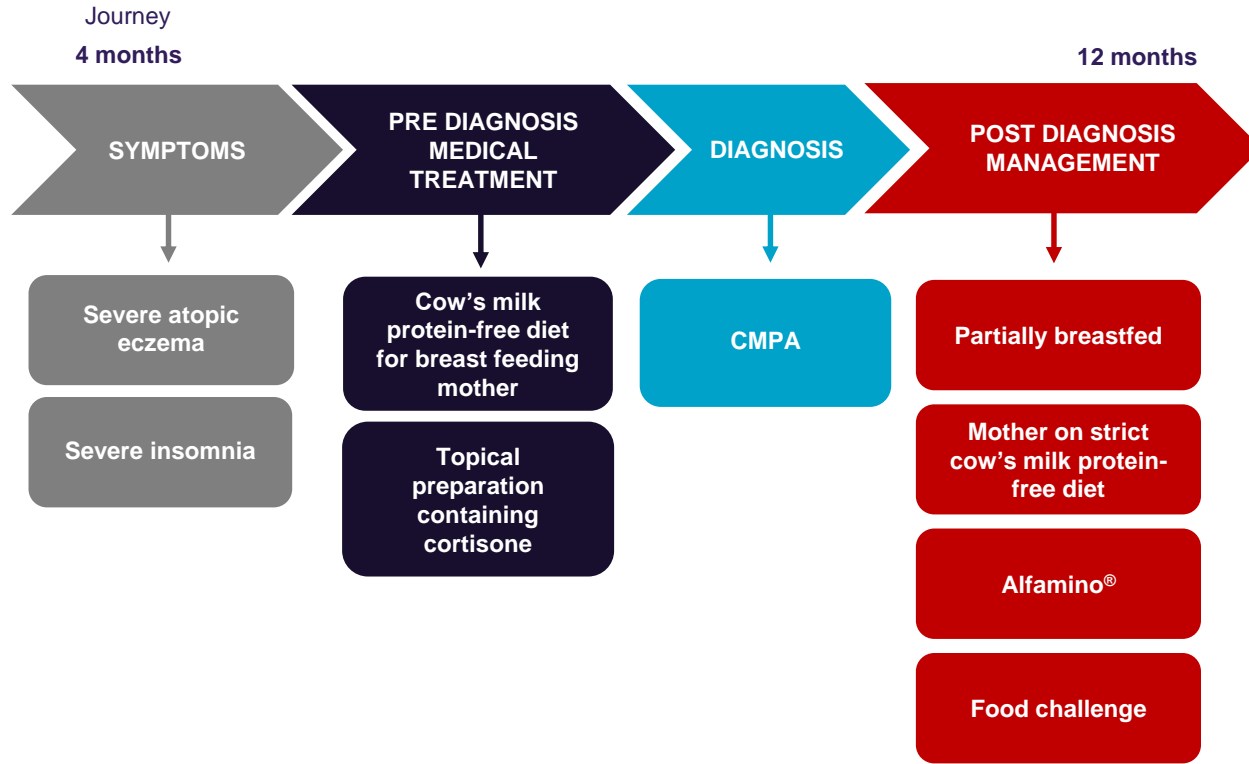 Journey
4 months
12 months
SYMPTOMS
PRE DIAGNOSIS
MEDICAL
TREATMENT
DIAGNOSIS
POST DIAGNOSIS
MANAGEMENT
Severe atopic
eczema
Severe insomnia
Cow’s milk
protein-free diet
for breast feeding
mother
Topical
preparation
containing
cortisone
CMPA
Partially breastfed
Mother on strict
cow’s milk protein-
free diet
Alfamino®
Food challenge